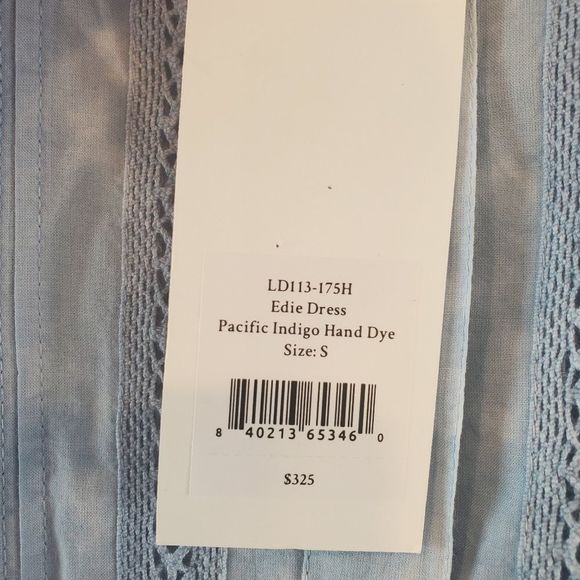 LD113-175H
Edie Dress
Pacific Indigo Hand Dye
Size: S
8 40213 65346 0
$325